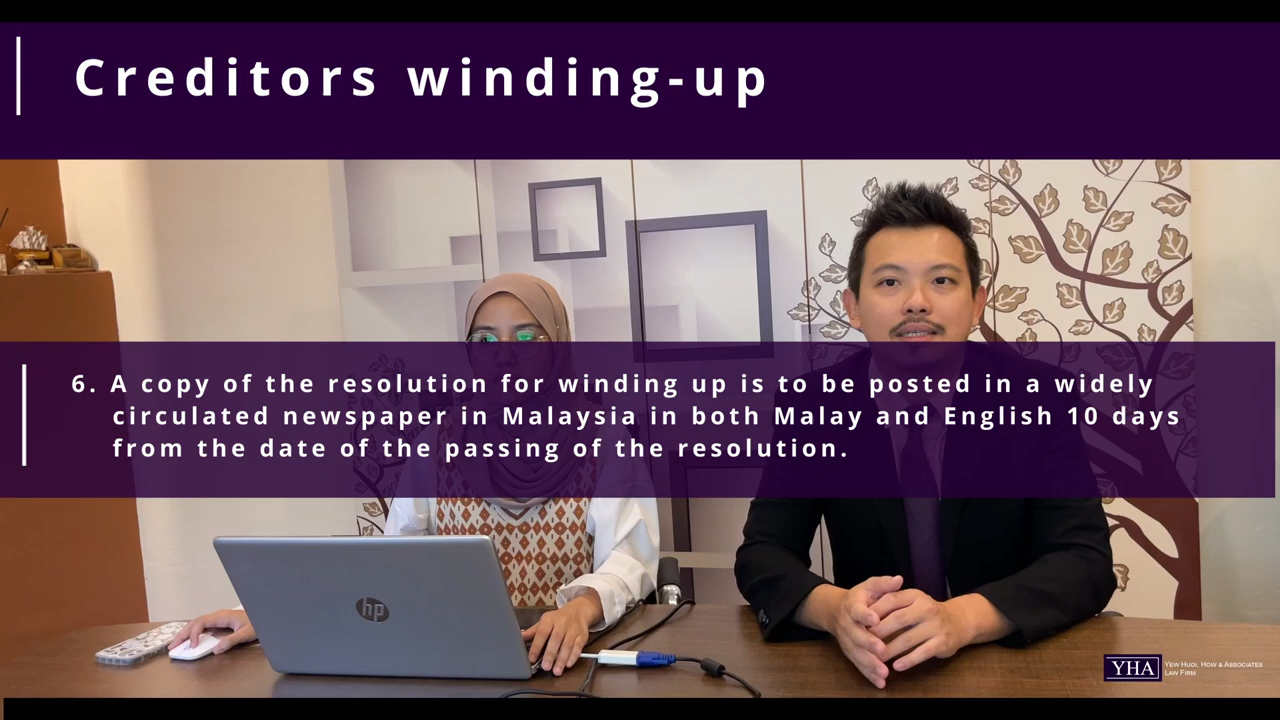 Creditors winding-up
6. A copy of the resolution for winding up is to be posted in a widely
circulated newspaper in Malaysia in both Malay and English 10 days
from the date of the passing of the resolution.
hp
YHA
YEW HUOI, HOW & ASSOCIATES
LAW FIRM